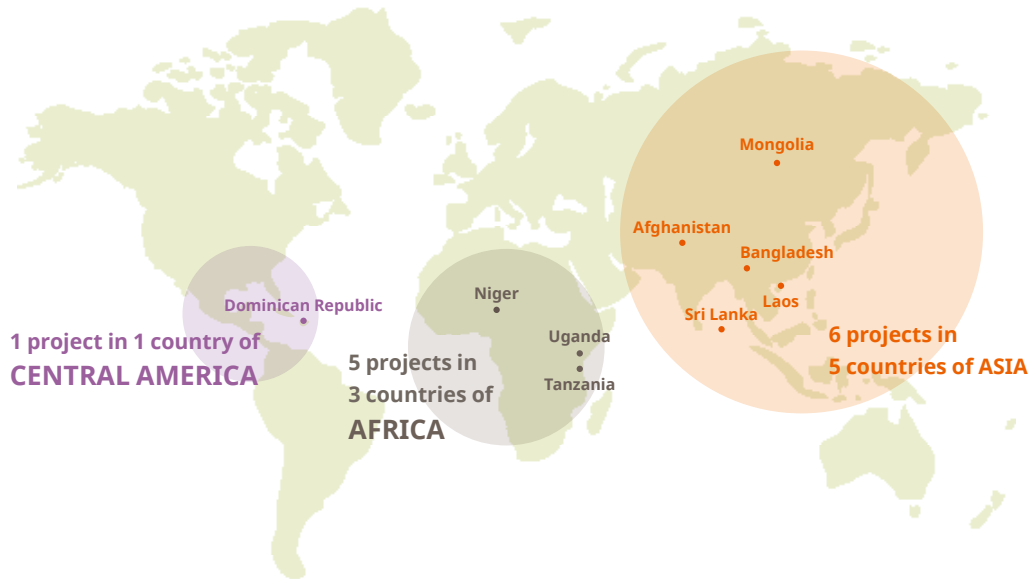 Mongolia
Afghanistan
Bangladesh
Laos
Sri Lanka
6 projects in
5 countries of ASIA
Niger
Uganda
Tanzania
5 projects in
3 countries of
AFRICA
Dominican Republic
1 project in 1 country of
CENTRAL AMERICA